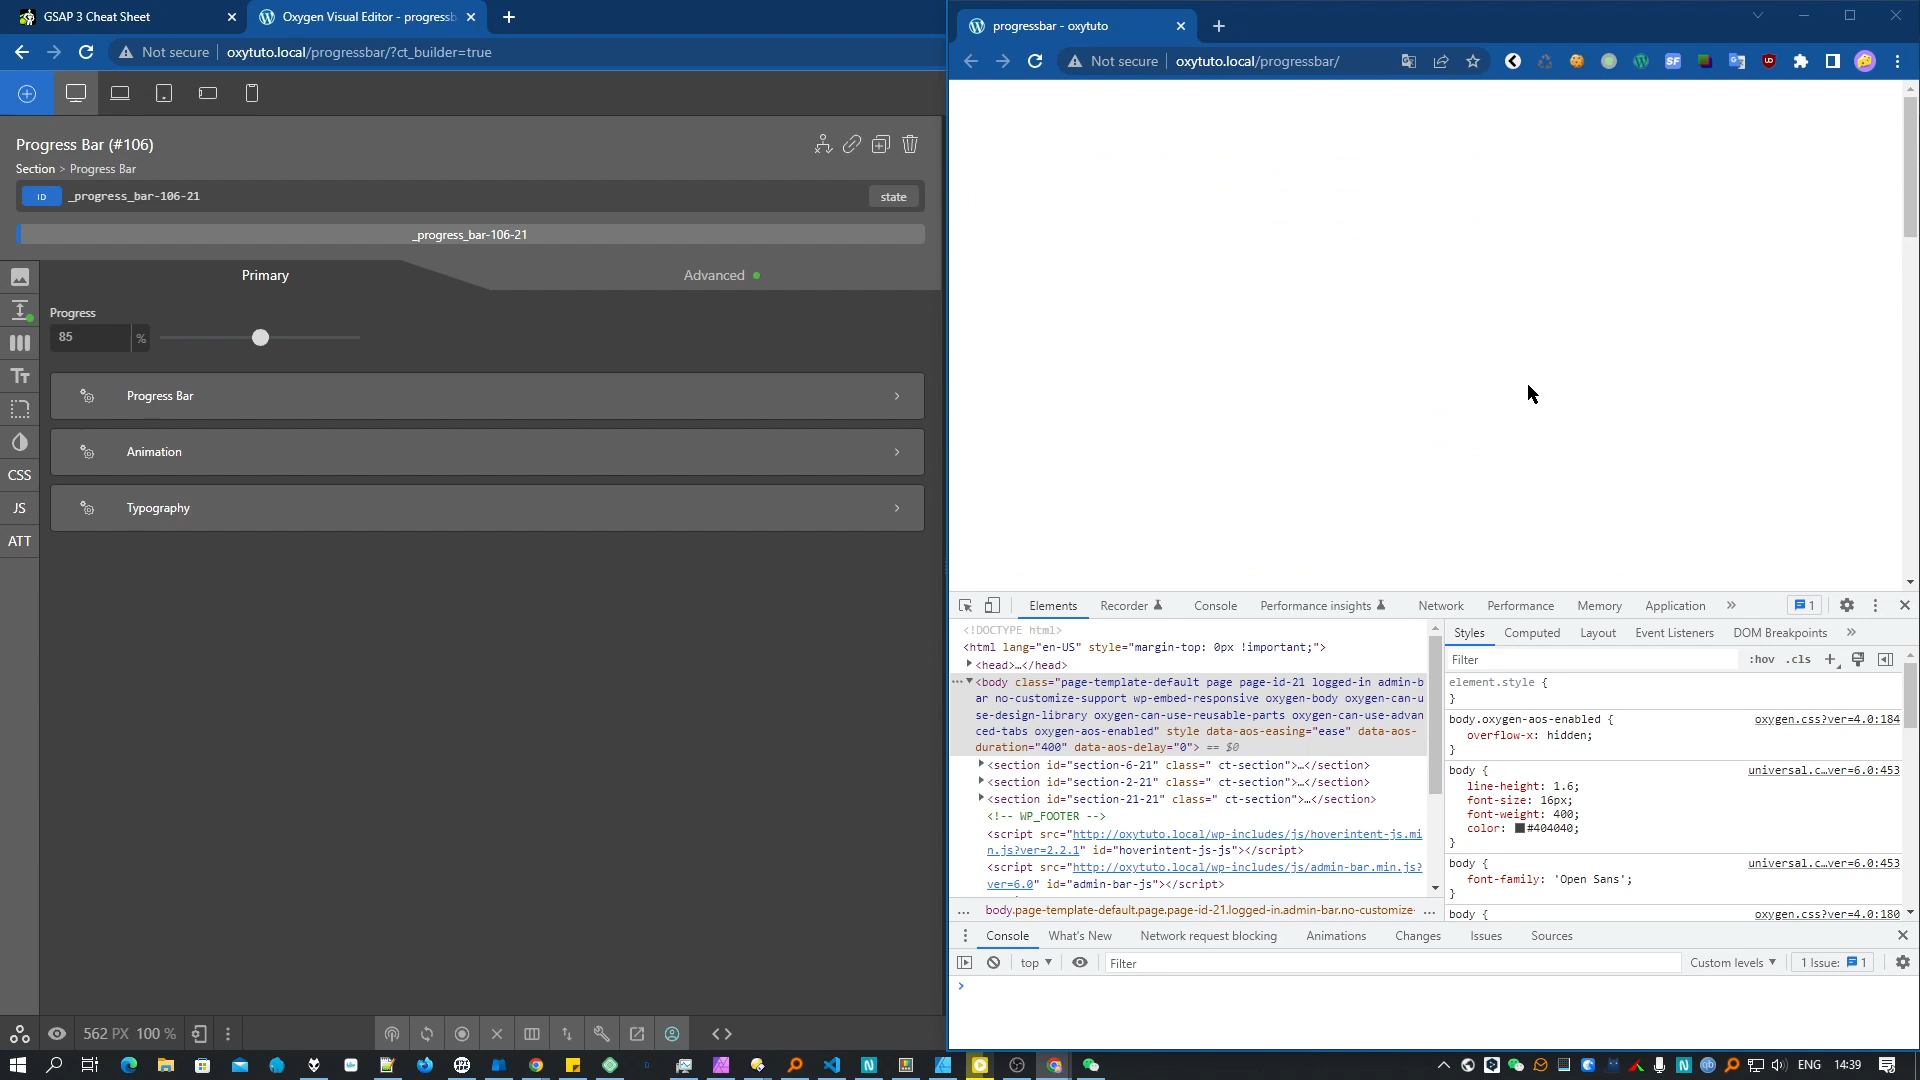 GSAP 3 Cheat Sheet
Oxygen Visual Editor - progressb
Not secure
oxytuto.local/progressbar/?ct_builder=true
Progress Bar (#106)
Section > Progress Bar
ID
_progress_bar-106-21
state
_progress_bar-106-21
Primary
Advanced
Progress
85
%
Progress Bar
Animation
Typography
CSS
JS
ATT
562 PX 100 %
progressbar - oxytuto
Not secure
oxytuto.local/progressbar/
Elements
Recorder
Console
Performance insights
Network
Performance
Memory
Application
1
<!DOCTYPE html>
<html lang="en-US" style="margin-top: 0px !important;">
<head>…</head>
<body class="page-template-default page page-id-21 logged-in admin-b
ar no-customize-support wp-embed-responsive oxygen-body oxygen-can-u
se-design-library oxygen-can-use-reusable-parts oxygen-can-use-advan
ced-tabs oxygen-aos-enabled" style data-aos-easing="ease" data-aos-
duration="400" data-aos-delay="0"> == $0
<section id="section-6-21" class=" ct-section">…</section>
<section id="section-2-21" class=" ct-section">…</section>
<section id="section-21-21" class=" ct-section">…</section>
<!-- WP_FOOTER -->
<script src="http://oxytuto.local/wp-includes/js/hoverintent-js.mi
n.js?ver=2.2.1" id="hoverintent-js-js"></script>
<script src="http://oxytuto.local/wp-includes/js/admin-bar.min.js?
ver=6.0" id="admin-bar-js"></script>
... body.page-template-default.page.page-id-21.logged-in.admin-bar.no-customize- ...
Styles
Computed
Layout
Event Listeners
DOM Breakpoints
Filter
:hov .cls
element.style {
}
body.oxygen-aos-enabled {
oxygen.css?ver=4.0:184
overflow-x: hidden;
}
body {
universal.c…ver=6.0:453
line-height: 1.6;
font-size: 16px;
font-weight: 400;
color: #404040;
}
body {
universal.c…ver=6.0:453
font-family: 'Open Sans';
}
body {
oxygen.css?ver=4.0:180
Console
What's New
Network request blocking
Animations
Changes
Issues
Sources
top
Filter
Custom levels
1 Issue: 1
ENG
14:39